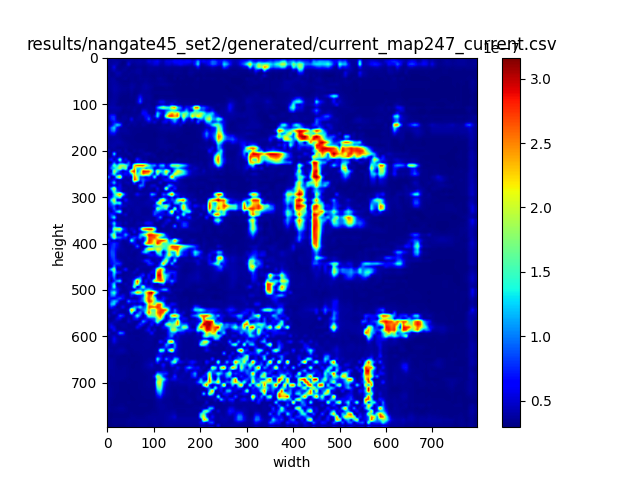 results/nangate45_set2/generated/current_map247_current.csv
1e−7
0
100
200
300
400
500
600
700
height
0 100 200 300 400 500 600 700
width
3.0
2.5
2.0
1.5
1.0
0.5